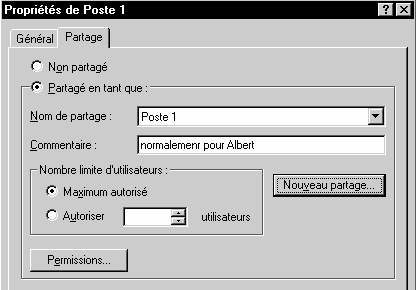 Propriétés de Poste 1
Général Partage
Non partagé
Partagé en tant que :
Nom de partage : Poste 1
Commentaire : normalemenr pour Albert
Nombre limite d'utilisateurs :
Maximum autorisé
Nouveau partage...
Autoriser utilisateurs
Permissions...